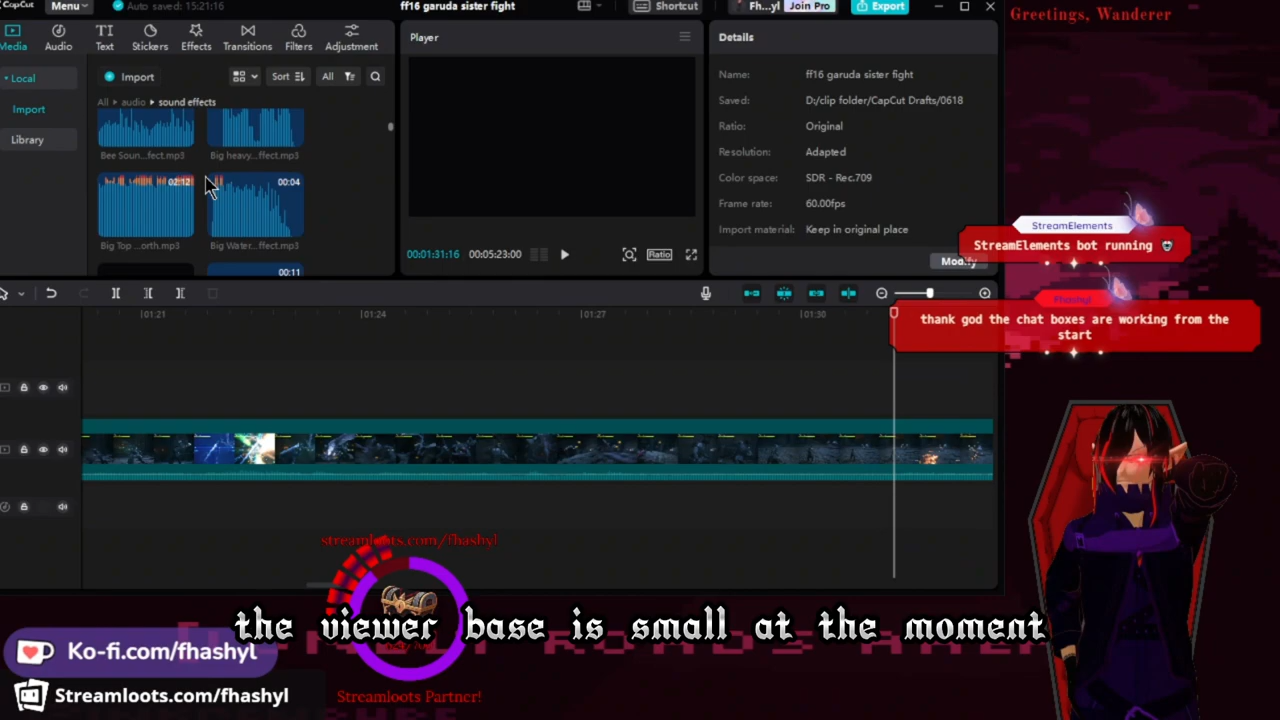 CapCut
Menu
Auto saved: 15:21:16
ff16 garuda sister fight
Shortcut
Fh...yl
Join Pro
Export
Media
Audio
Text
Stickers
Effects
Transitions
Filters
Adjustment
Local
Import
Library
Import
Sort
All
All
audio
sound effects
Bee Soun...fect.mp3
Big heavy...ffect.mp3
02:12
00:04
Big Top ...orth.mp3
Big Water...ffect.mp3
00:11
Player
00:01:31:16
00:05:23:00
Ratio
Details
Name:
ff16 garuda sister fight
Saved:
D:/clip folder/CapCut Drafts/0618
Ratio:
Original
Resolution:
Adapted
Color space:
SDR - Rec.709
Frame rate:
60.00fps
Import material:
Keep in original place
Modify
01:21
01:24
01:27
01:30
Greetings, Wanderer
StreamElements
StreamElements bot running
Fhashyl
thank god the chat boxes are working from the
start
streamloots.com/fhashyl
the viewer base is small at the moment
Ko-fi.com/fhashyl
Streamloots.com/fhashyl
Streamloots Partner!